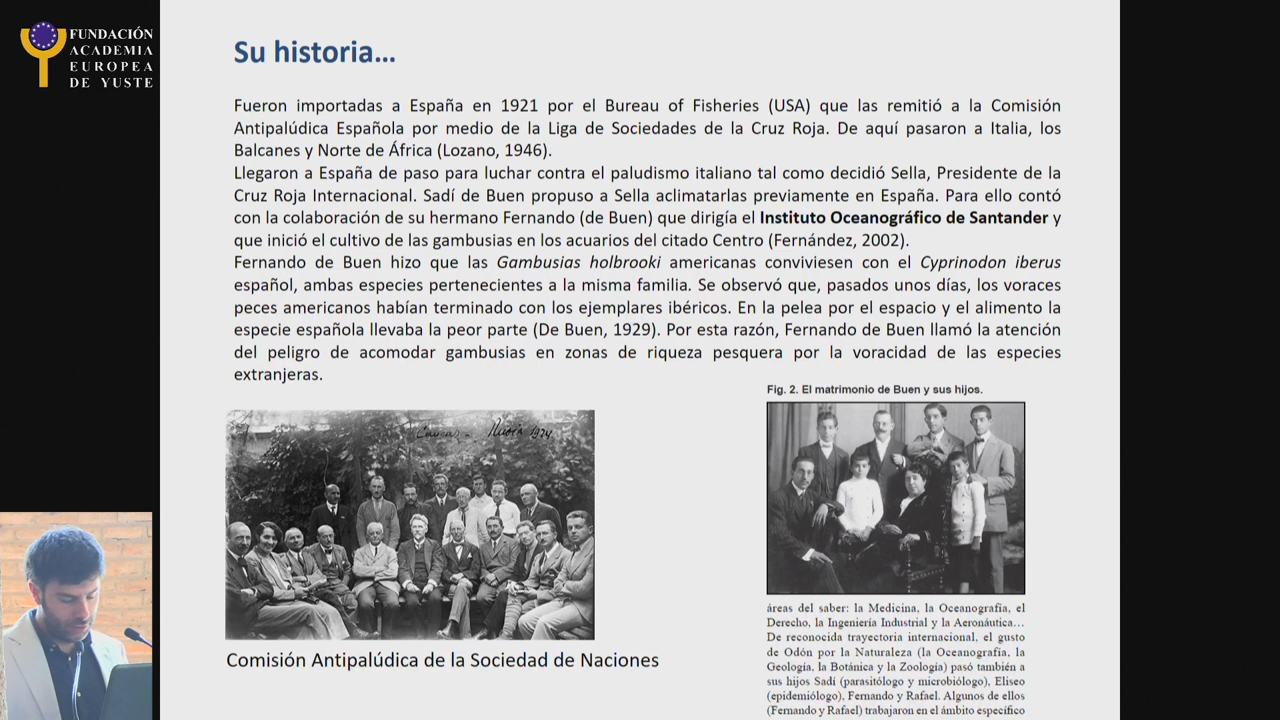 FUNDACIÓN
ACADEMIA
EUROPEA
DE YUSTE
Su historia...
Fueron importadas a España en 1921 por el Bureau of Fisheries (USA) que las remitió a la Comisión
Antipalúdica Española por medio de la Liga de Sociedades de la Cruz Roja. De aquí pasaron a Italia, los
Balcanes y Norte de África (Lozano, 1946).
Llegaron a España de paso para luchar contra el paludismo italiano tal como decidió Sella, Presidente de la
Cruz Roja Internacional. Sadí de Buen propuso a Sella aclimatarlas previamente en España. Para ello contó
con la colaboración de su hermano Fernando (de Buen) que dirigía el Instituto Oceanográfico de Santander y
que inició el cultivo de las gambusias en los acuarios del citado Centro (Fernández, 2002).
Fernando de Buen hizo que las Gambusias holbrooki americanas conviviesen con el Cyprinodon iberus
español, ambas especies pertenecientes a la misma familia. Se observó que, pasados unos días, los voraces
peces americanos habían terminado con los ejemplares ibéricos. En la pelea por el espacio y el alimento la
especie española llevaba la peor parte (De Buen, 1929). Por esta razón, Fernando de Buen llamó la atención
del peligro de acomodar gambusias en zonas de riqueza pesquera por la voracidad de las especies
extranjeras.
1924
Comisión Antipalúdica de la Sociedad de Naciones
Fig. 2. El matrimonio de Buen y sus hijos.
áreas del saber: la Medicina, la Oceanografía, el
Derecho, la Ingeniería Industrial y la Aeronáutica...
De reconocida trayectoria internacional, el gusto
de Odón por la Naturaleza (la Oceanografía, la
Geología, la Botánica y la Zoología) pasó también a
sus hijos Sadí (parasitólogo y microbiólogo), Eliseo
(epidemiólogo), Fernando y Rafael. Algunos de ellos
(Fernando y Rafael) trabajaron en el ámbito específico